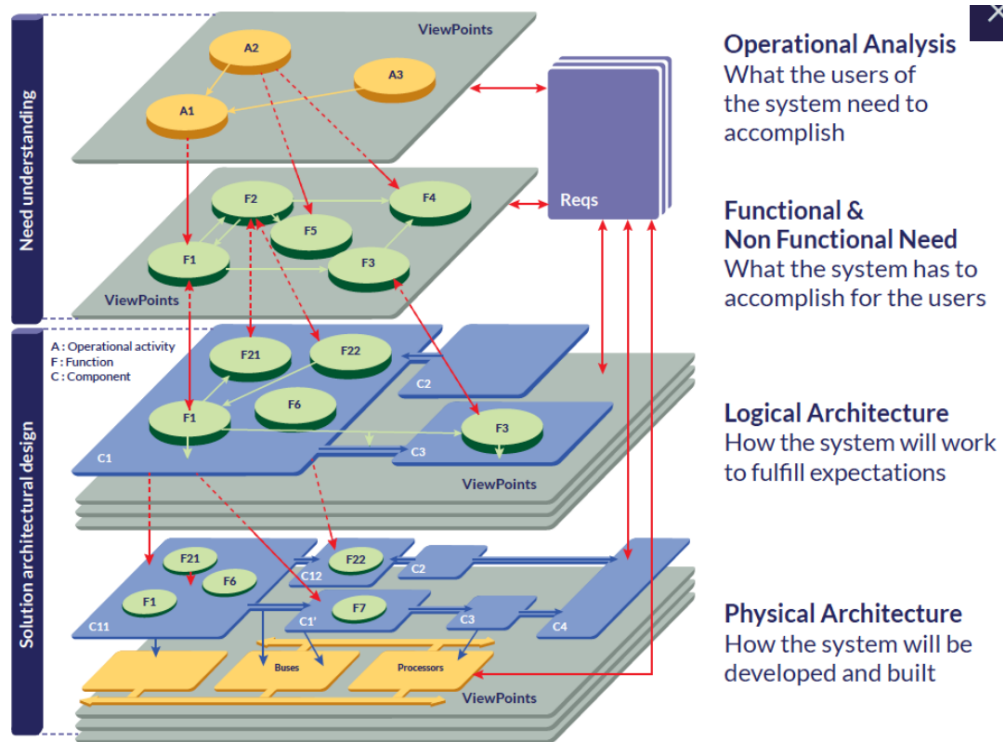 Need understanding
Solution architectural design
ViewPoints
A2
A3
A1
F2
F4
F5
F1
F3
ViewPoints
Reqs
A : Operational activity
F : Function
C : Component
F21
F22
C2
F6
F1
F3
C1
C3
ViewPoints
F21
F22
C2
F6
C12
F1
F7
C11
C1'
C3
C4
Buses
Processors
ViewPoints
Operational Analysis
What the users of
the system need to
accomplish
Functional &
Non Functional Need
What the system has to
accomplish for the users
Logical Architecture
How the system will work
to fulfill expectations
Physical Architecture
How the system will be
developed and built